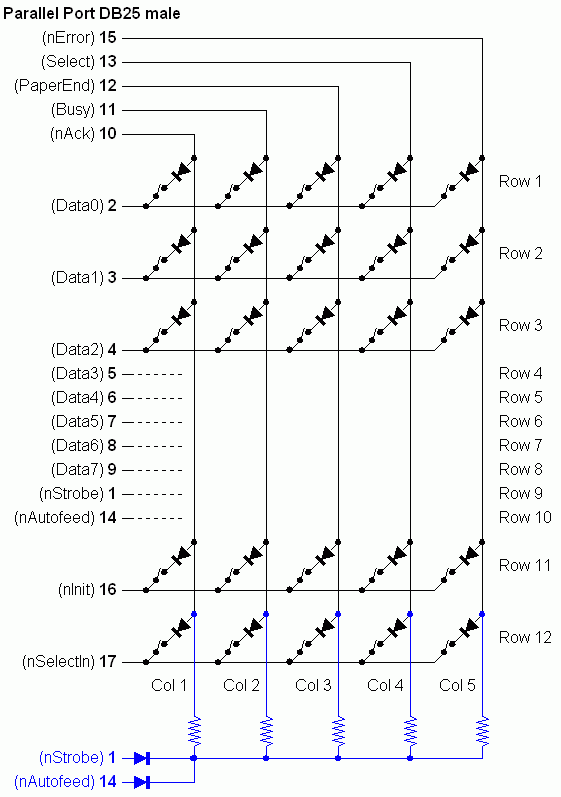 Parallel Port DB25 male
(nError) 15
(Select) 13
(PaperEnd) 12
(Busy) 11
(nAck) 10
Row 1
(Data0) 2
Row 2
(Data1) 3
Row 3
(Data2) 4
(Data3) 5 Row 4
(Data4) 6 Row 5
(Data5) 7 Row 6
(Data6) 8 Row 7
(Data7) 9 Row 8
(nStrobe) 1 Row 9
(nAutofeed) 14 Row 10
Row 11
(nInit) 16
Row 12
(nSelectIn) 17
Col 1 Col 2 Col 3 Col 4 Col 5
(nStrobe) 1
(nAutofeed) 14